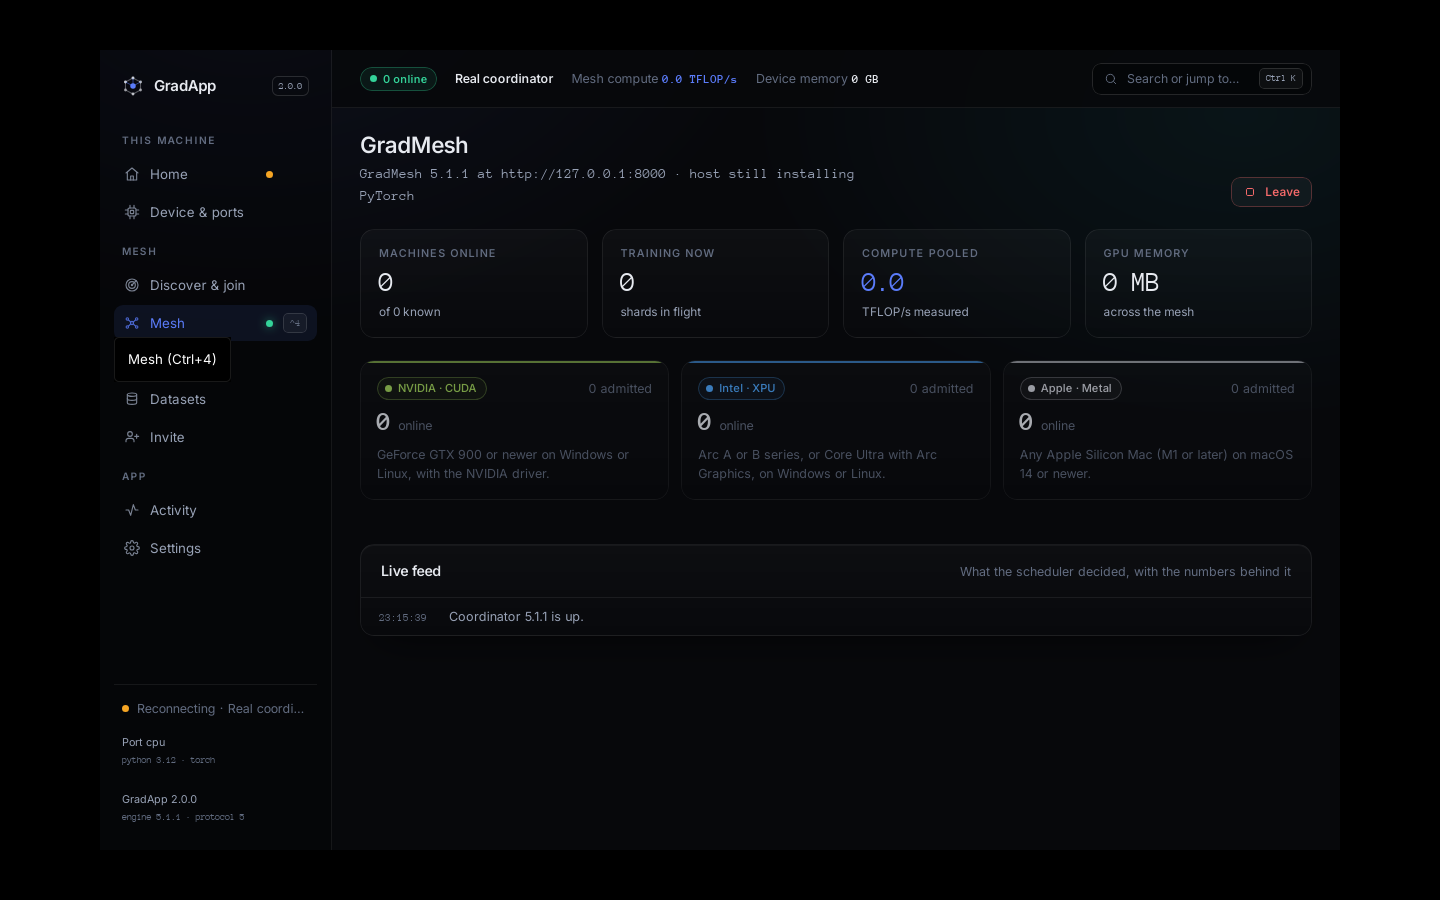 GradApp
2.0.0
THIS MACHINE
Home
Device & ports
MESH
Discover & join
Mesh
^4
Mesh (Ctrl+4)
Datasets
Invite
APP
Activity
Settings
Reconnecting · Real coordi...
Port cpu
python 3.12 · torch
GradApp 2.0.0
engine 5.1.1 · protocol 5
0 online
Real coordinator
Mesh compute 0.0 TFLOP/s
Device memory 0 GB
Search or jump to...
Ctrl K
GradMesh
GradMesh 5.1.1 at http://127.0.0.1:8000 · host still installing
PyTorch
Leave
MACHINES ONLINE
0
of 0 known
TRAINING NOW
0
shards in flight
COMPUTE POOLED
0.0
TFLOP/s measured
GPU MEMORY
0 MB
across the mesh
NVIDIA · CUDA
0 admitted
0 online
GeForce GTX 900 or newer on Windows or
Linux, with the NVIDIA driver.
Intel · XPU
0 admitted
0 online
Arc A or B series, or Core Ultra with Arc
Graphics, on Windows or Linux.
Apple · Metal
0 admitted
0 online
Any Apple Silicon Mac (M1 or later) on macOS
14 or newer.
Live feed
What the scheduler decided, with the numbers behind it
23:15:39
Coordinator 5.1.1 is up.